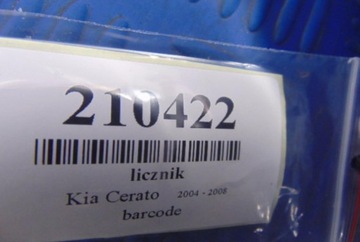 210422
licznik
Kia Cerato 2004 - 2008
barcode